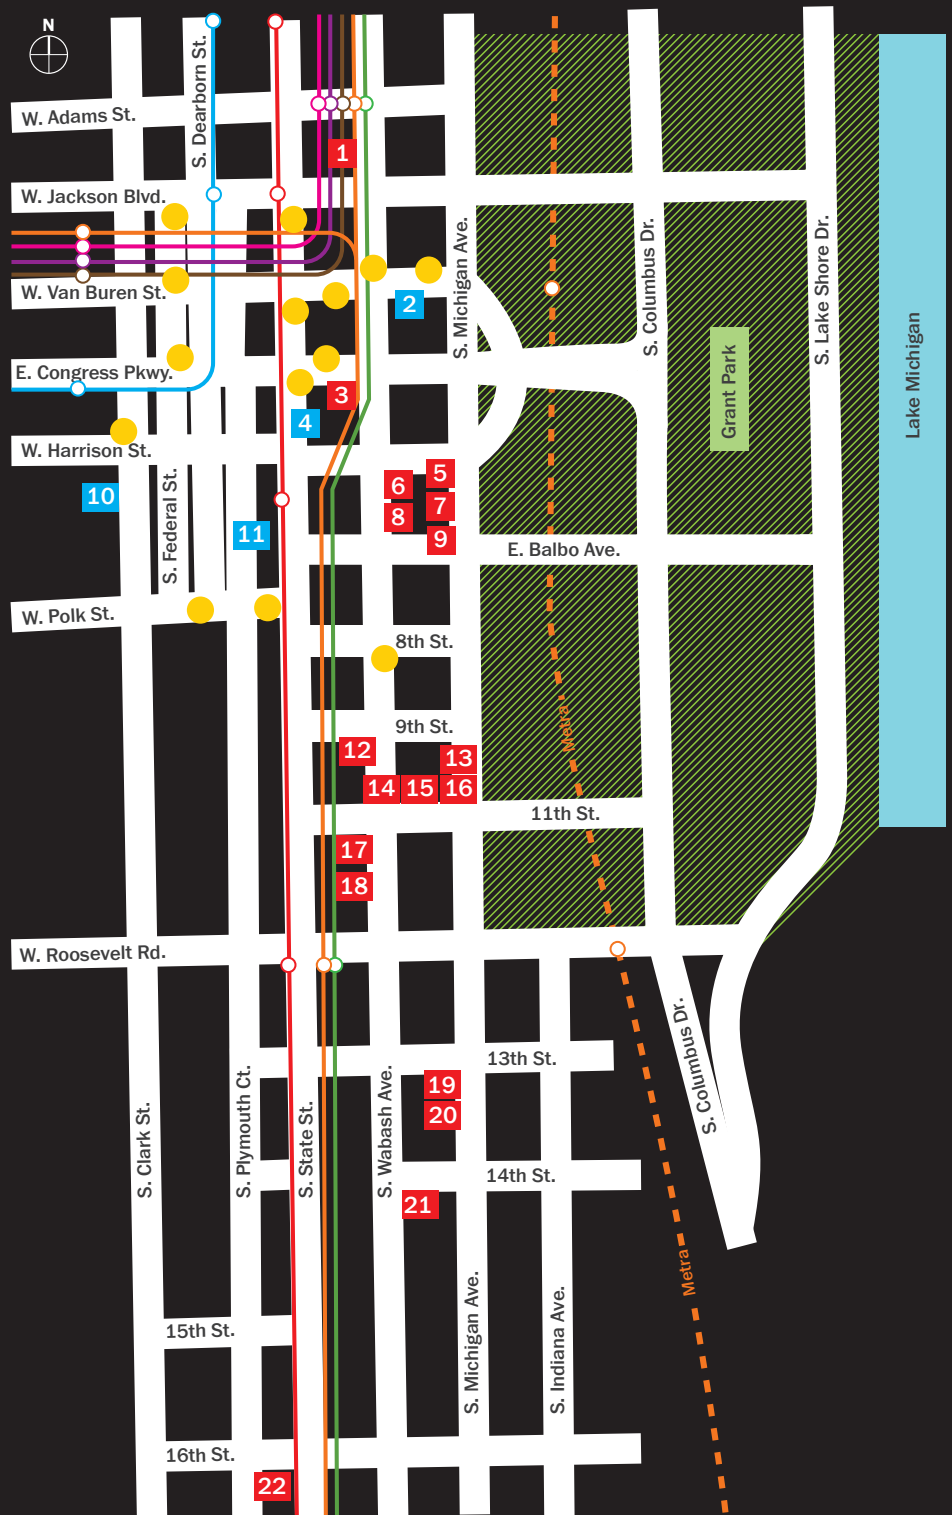 N
S. Dearborn St.
W. Adams St.
1
W. Jackson Blvd.
S. Michigan Ave.
S. Columbus Dr.
S. Lake Shore Dr.
W. Van Buren St.
2
Grant Park
Lake Michigan
E. Congress Pkwy.
3
4
W. Harrison St.
5
6
7
8
9
10
S. Federal St.
11
E. Balbo Ave.
W. Polk St.
8th St.
9th St.
Metra
12
13
14
15
16
11th St.
17
18
W. Roosevelt Rd.
13th St.
S. Columbus Dr.
19
20
S. Clark St.
S. Plymouth Ct.
S. State St.
S. Wabash Ave.
14th St.
21
Metra
S. Michigan Ave.
S. Indiana Ave.
15th St.
16th St.
22